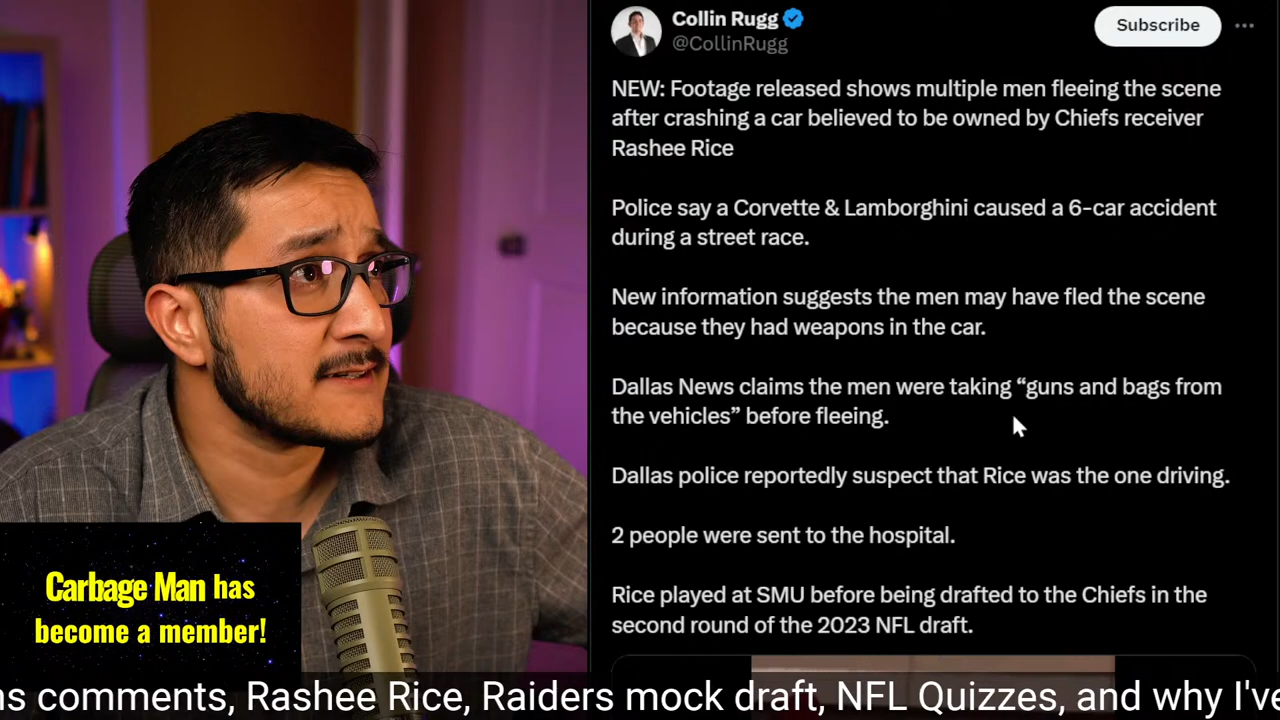 Collin Rugg
@CollinRugg
Subscribe
NEW: Footage released shows multiple men fleeing the scene
after crashing a car believed to be owned by Chiefs receiver
Rashee Rice
Police say a Corvette & Lamborghini caused a 6-car accident
during a street race.
New information suggests the men may have fled the scene
because they had weapons in the car.
Dallas News claims the men were taking “guns and bags from
the vehicles” before fleeing.
Dallas police reportedly suspect that Rice was the one driving.
2 people were sent to the hospital.
Rice played at SMU before being drafted to the Chiefs in the
second round of the 2023 NFL draft.
Carbage Man has
become a member!
ns comments, Rashee Rice, Raiders mock draft, NFL Quizzes, and why I've